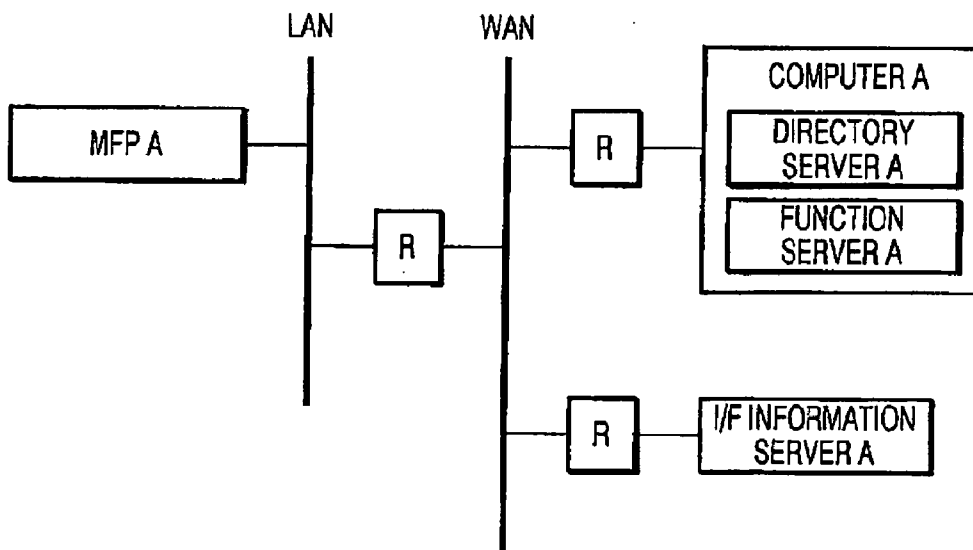 LAN
WAN
MFP A
R
R
COMPUTER A
DIRECTORY
SERVER A
FUNCTION
SERVER A
R
I/F INFORMATION
SERVER A